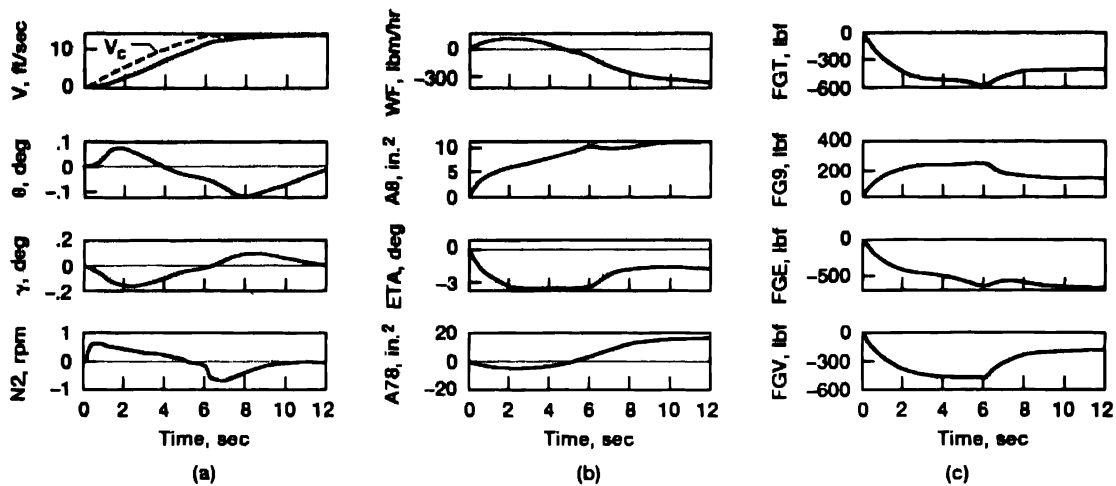 V, ft/sec
10
0
Vc
θ, deg
.1
0
-.1
γ, deg
.2
0
-.2
N2, rpm
1
0
-1
0 2 4 6 8 10 12
Time, sec
(a)
WF, lbm/hr
0
-300
A8, in.2
10
5
0
ETA, deg
0
-3
A78, in.2
20
0
-20
0 2 4 6 8 10 12
Time, sec
(b)
FGT, lbf
0
-300
-600
FG9, lbf
400
200
0
FGE, lbf
0
-500
FGV, lbf
0
-300
-600
0 2 4 6 8 10 12
Time, sec
(c)